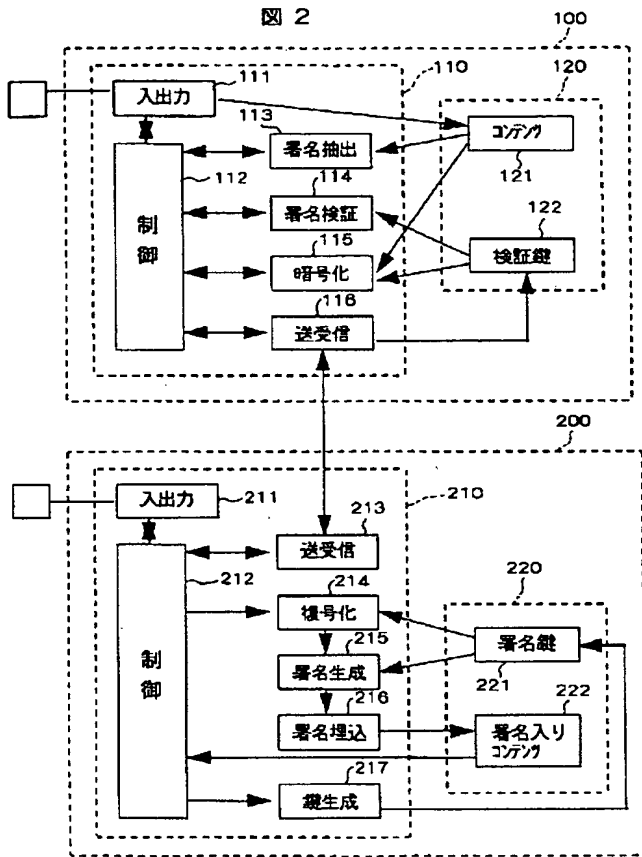 図 2
100
111
110
120
入出力
113
コンテンツ
署名抽出
121
112
114
署名検証
122
制御
115
検証鍵
暗号化
116
送受信
200
入出力
211
210
213
送受信
212
214
220
復号化
制御
215
署名鍵
署名生成
221
216
222
署名埋込
署名入り
コンテンツ
217
鍵生成